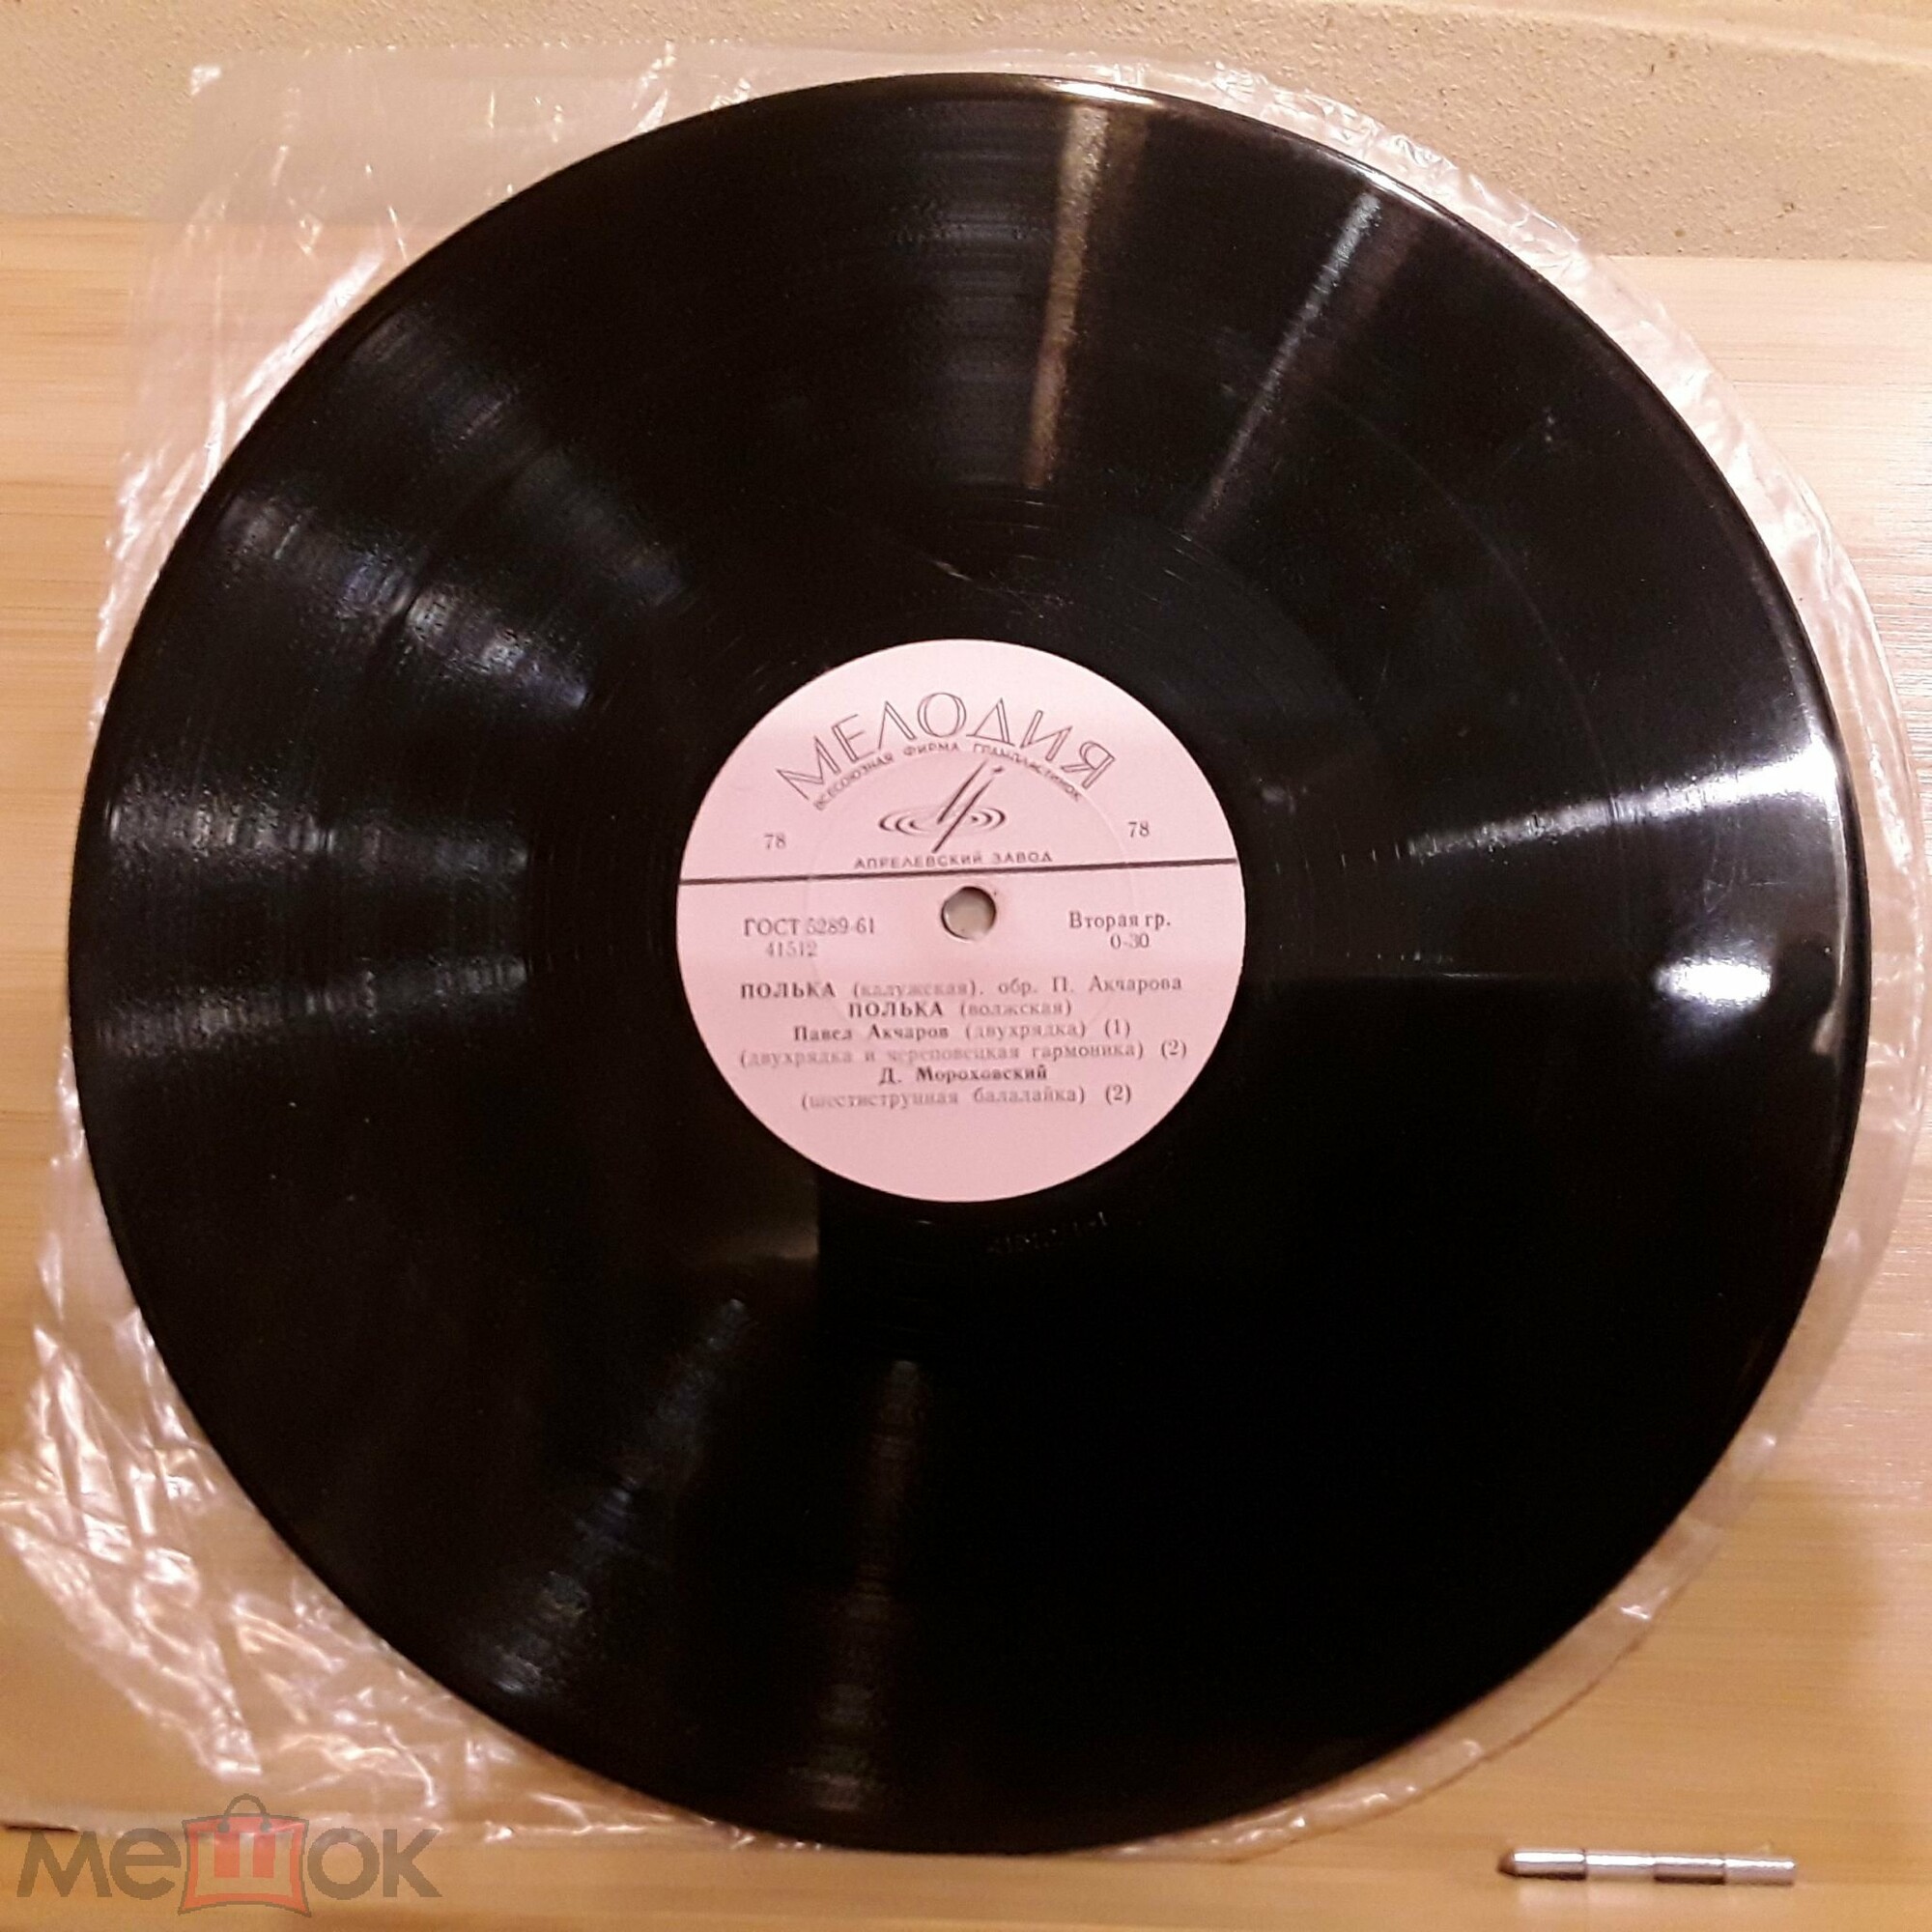 МЕЛОДИЯ
ВСЕСОЮЗНАЯ ФИРМА ГРАМПЛАСТИНОК
78 78
АПРЕЛЕВСКИЙ ЗАВОД
ГОСТ 5289-61 Вторая гр.
41512 0-30
ПОЛЬКА (калужская). обр. П. Акчарова
ПОЛЬКА (волжская)
Павел Акчаров (двухрядка) (1)
(двухрядка и череповецкая гармоника) (2)
Д. Мороховский
(шестиструнная балалайка) (2)
мешок